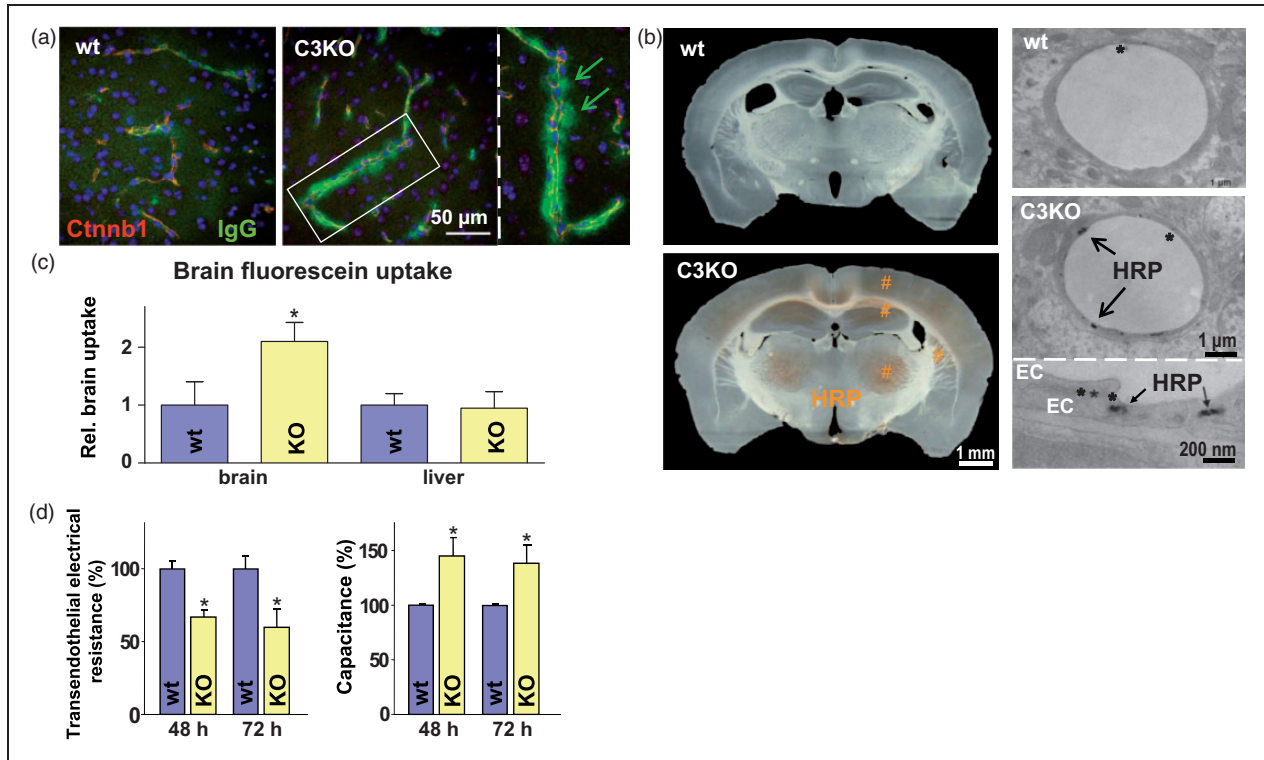 (a)
wt
C3KO
Ctnnb1
IgG
50 µm
(b)
wt
C3KO
#
#
#
#
HRP
1 mm
wt
*
1 µm
C3KO
*
HRP
1 µm
EC
EC
* * *
HRP
200 nm
(c)
Brain fluorescein uptake
Rel. brain uptake
2
1
0
*
wt
KO
wt
KO
brain
liver
(d)
Transendothelial electrical
resistance (%)
100
50
0
*
*
wt
KO
wt
KO
48 h
72 h
Capacitance (%)
150
100
50
0
*
*
wt
KO
wt
KO
48 h
72 h